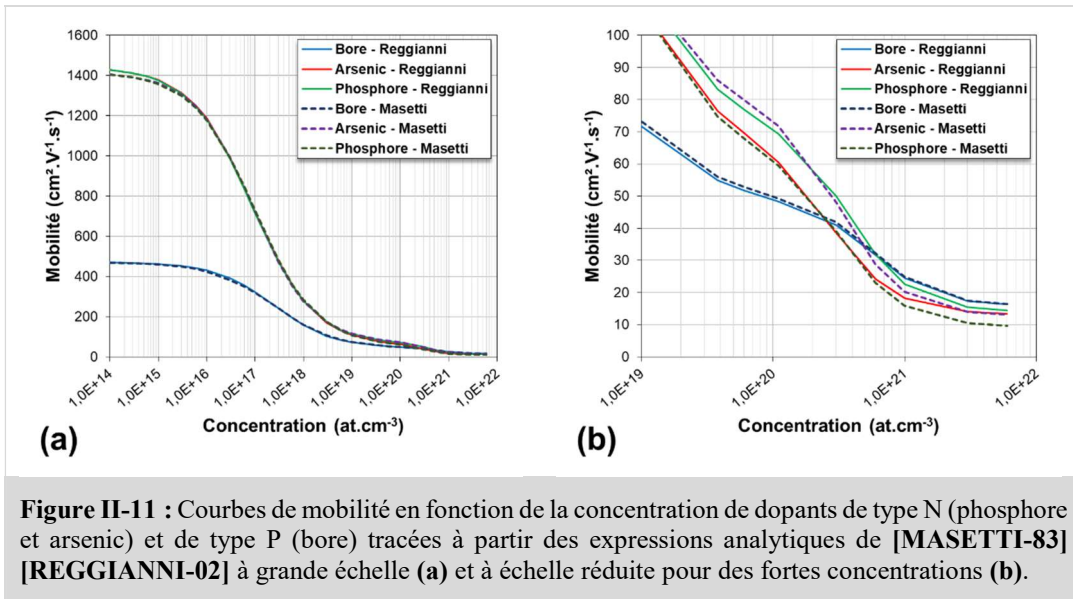 1600
1400
1200
1000
800
600
400
200
0
Mobilité (cm².V⁻¹.s⁻¹)
Bore - Reggianni
Arsenic - Reggianni
Phosphore - Reggianni
Bore - Masetti
Arsenic - Masetti
Phosphore - Masetti
1,0E+14
1,0E+15
1,0E+16
1,0E+17
1,0E+18
1,0E+19
1,0E+20
1,0E+21
1,0E+22
Concentration (at.cm⁻³)
(a)
100
90
80
70
60
50
40
30
20
10
0
Mobilité (cm².V⁻¹.s⁻¹)
Bore - Reggianni
Arsenic - Reggianni
Phosphore - Reggianni
Bore - Masetti
Arsenic - Masetti
Phosphore - Masetti
1,0E+19
1,0E+20
1,0E+21
1,0E+22
Concentration (at.cm⁻³)
(b)
Figure II-11 : Courbes de mobilité en fonction de la concentration de dopants de type N (phosphore
et arsenic) et de type P (bore) tracées à partir des expressions analytiques de [MASETTI-83]
[REGGIANNI-02] à grande échelle (a) et à échelle réduite pour des fortes concentrations (b).